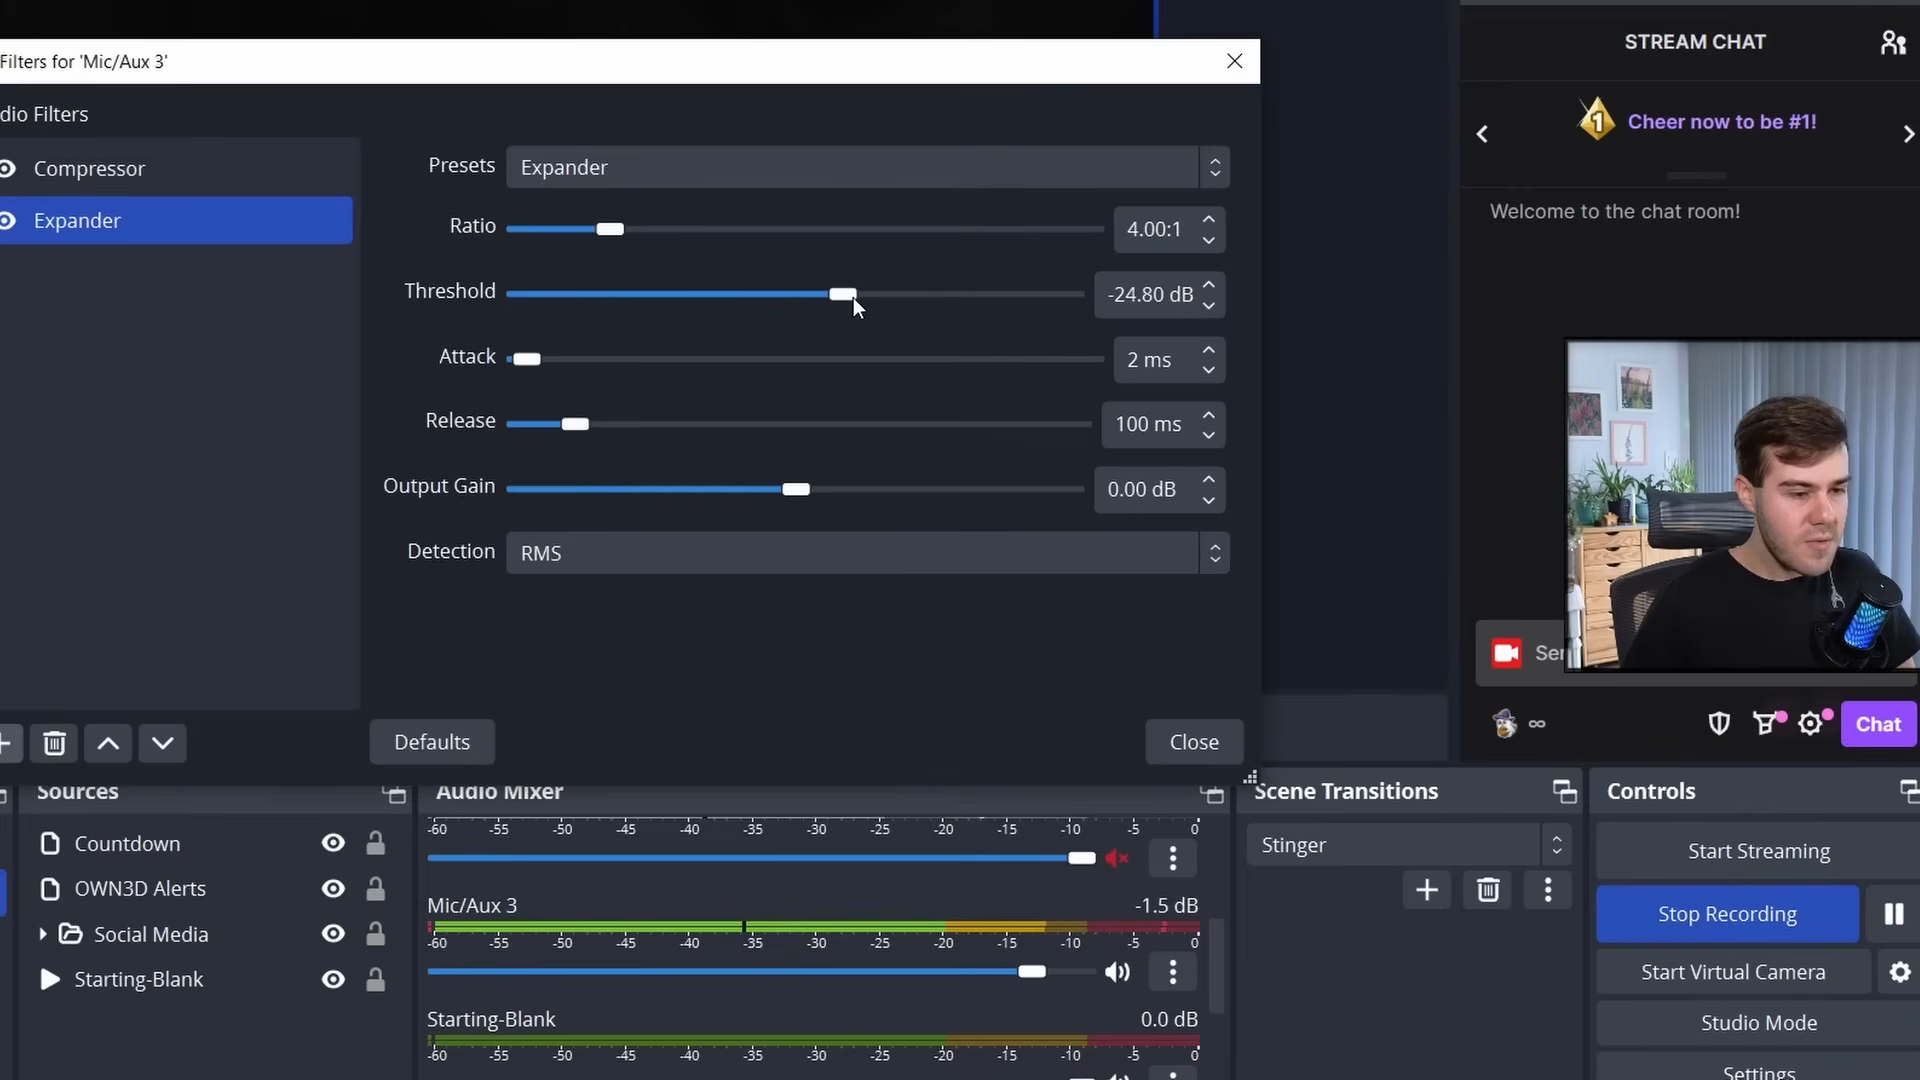 Filters for 'Mic/Aux 3'
dio Filters
Compressor
Expander
Presets
Expander
Ratio
4.00:1
Threshold
-24.80 dB
Attack
2 ms
Release
100 ms
Output Gain
0.00 dB
Detection
RMS
Defaults
Close
STREAM CHAT
1
Cheer now to be #1!
Welcome to the chat room!
Ser
∞
Chat
Sources
Countdown
OWN3D Alerts
Social Media
Starting-Blank
Audio Mixer
-60 -55 -50 -45 -40 -35 -30 -25 -20 -15 -10 -5 0
Mic/Aux 3
-1.5 dB
-60 -55 -50 -45 -40 -35 -30 -25 -20 -15 -10 -5 0
Starting-Blank
0.0 dB
-60 -55 -50 -45 -40 -35 -30 -25 -20 -15 -10 -5 0
Scene Transitions
Stinger
Controls
Start Streaming
Stop Recording
Start Virtual Camera
Studio Mode
Settings